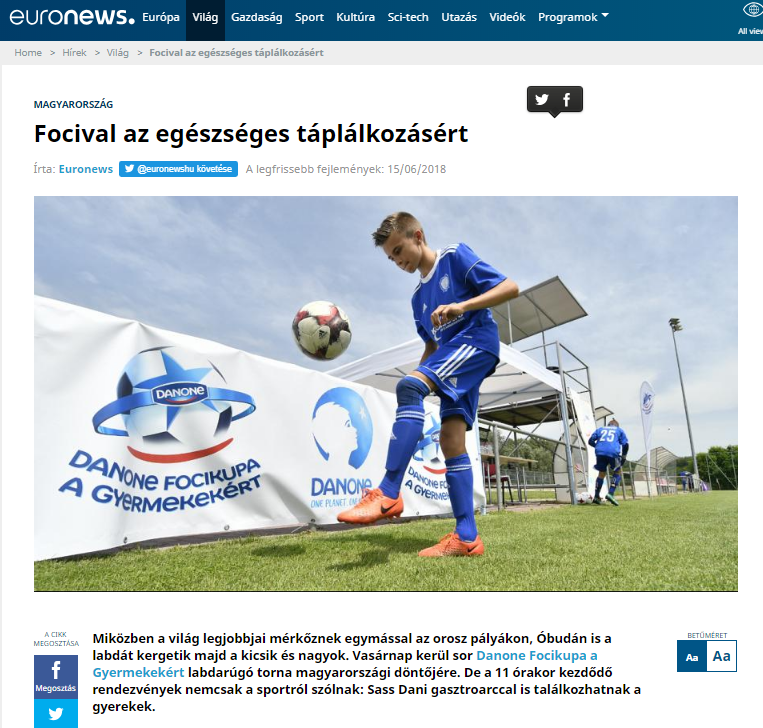 euronews.
Európa Világ Gazdaság Sport Kultúra Sci-tech Utazás Videók Programok
All view
Home > Hírek > Világ > Focival az egészséges táplálkozásért
MAGYARORSZÁG
Focival az egészséges táplálkozásért
Írta: Euronews @euronewshu követése A legfrissebb fejlemények: 15/06/2018
DANONE
DANONE FOCIKUPA
A GYERMEKEKÉRT
DANONE
ONE PLANET. ON
DANONE
A GYERMEKEKÉRT
25
A CIKK
MEGOSZTÁSA
Megosztás
Miközben a világ legjobbjai mérkőznek egymással az orosz pályákon, Óbudán is a
labdát kergetik majd a kicsik és nagyok. Vasárnap kerül sor Danone Focikupa a
Gyermekekért labdarúgó torna magyarországi döntőjére. De a 11 órakor kezdődő
rendezvények nemcsak a sportról szólnak: Sass Dani gasztroarccal is találkozhatnak a
gyerekek.
BETŰMÉRET
Aa Aa